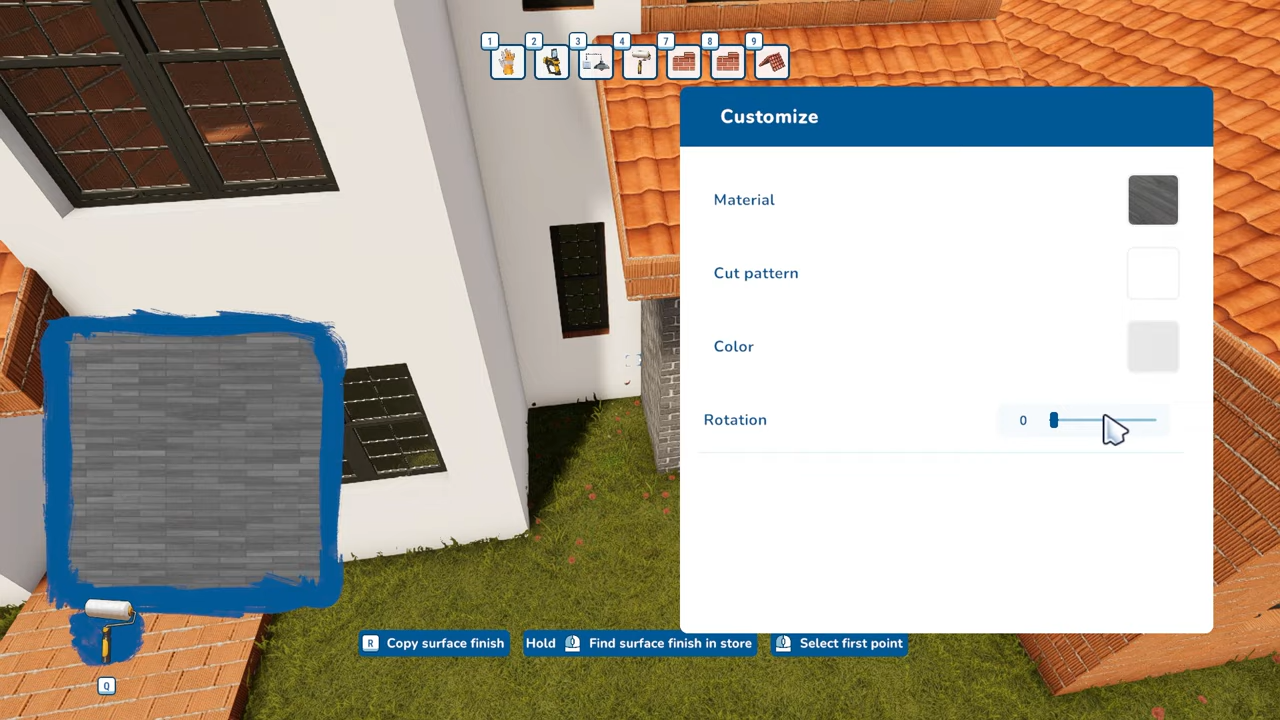 1 2 3 4 7 8 9
Customize
Material
Cut pattern
Color
Rotation 0
R Copy surface finish Hold Find surface finish in store Select first point
Q